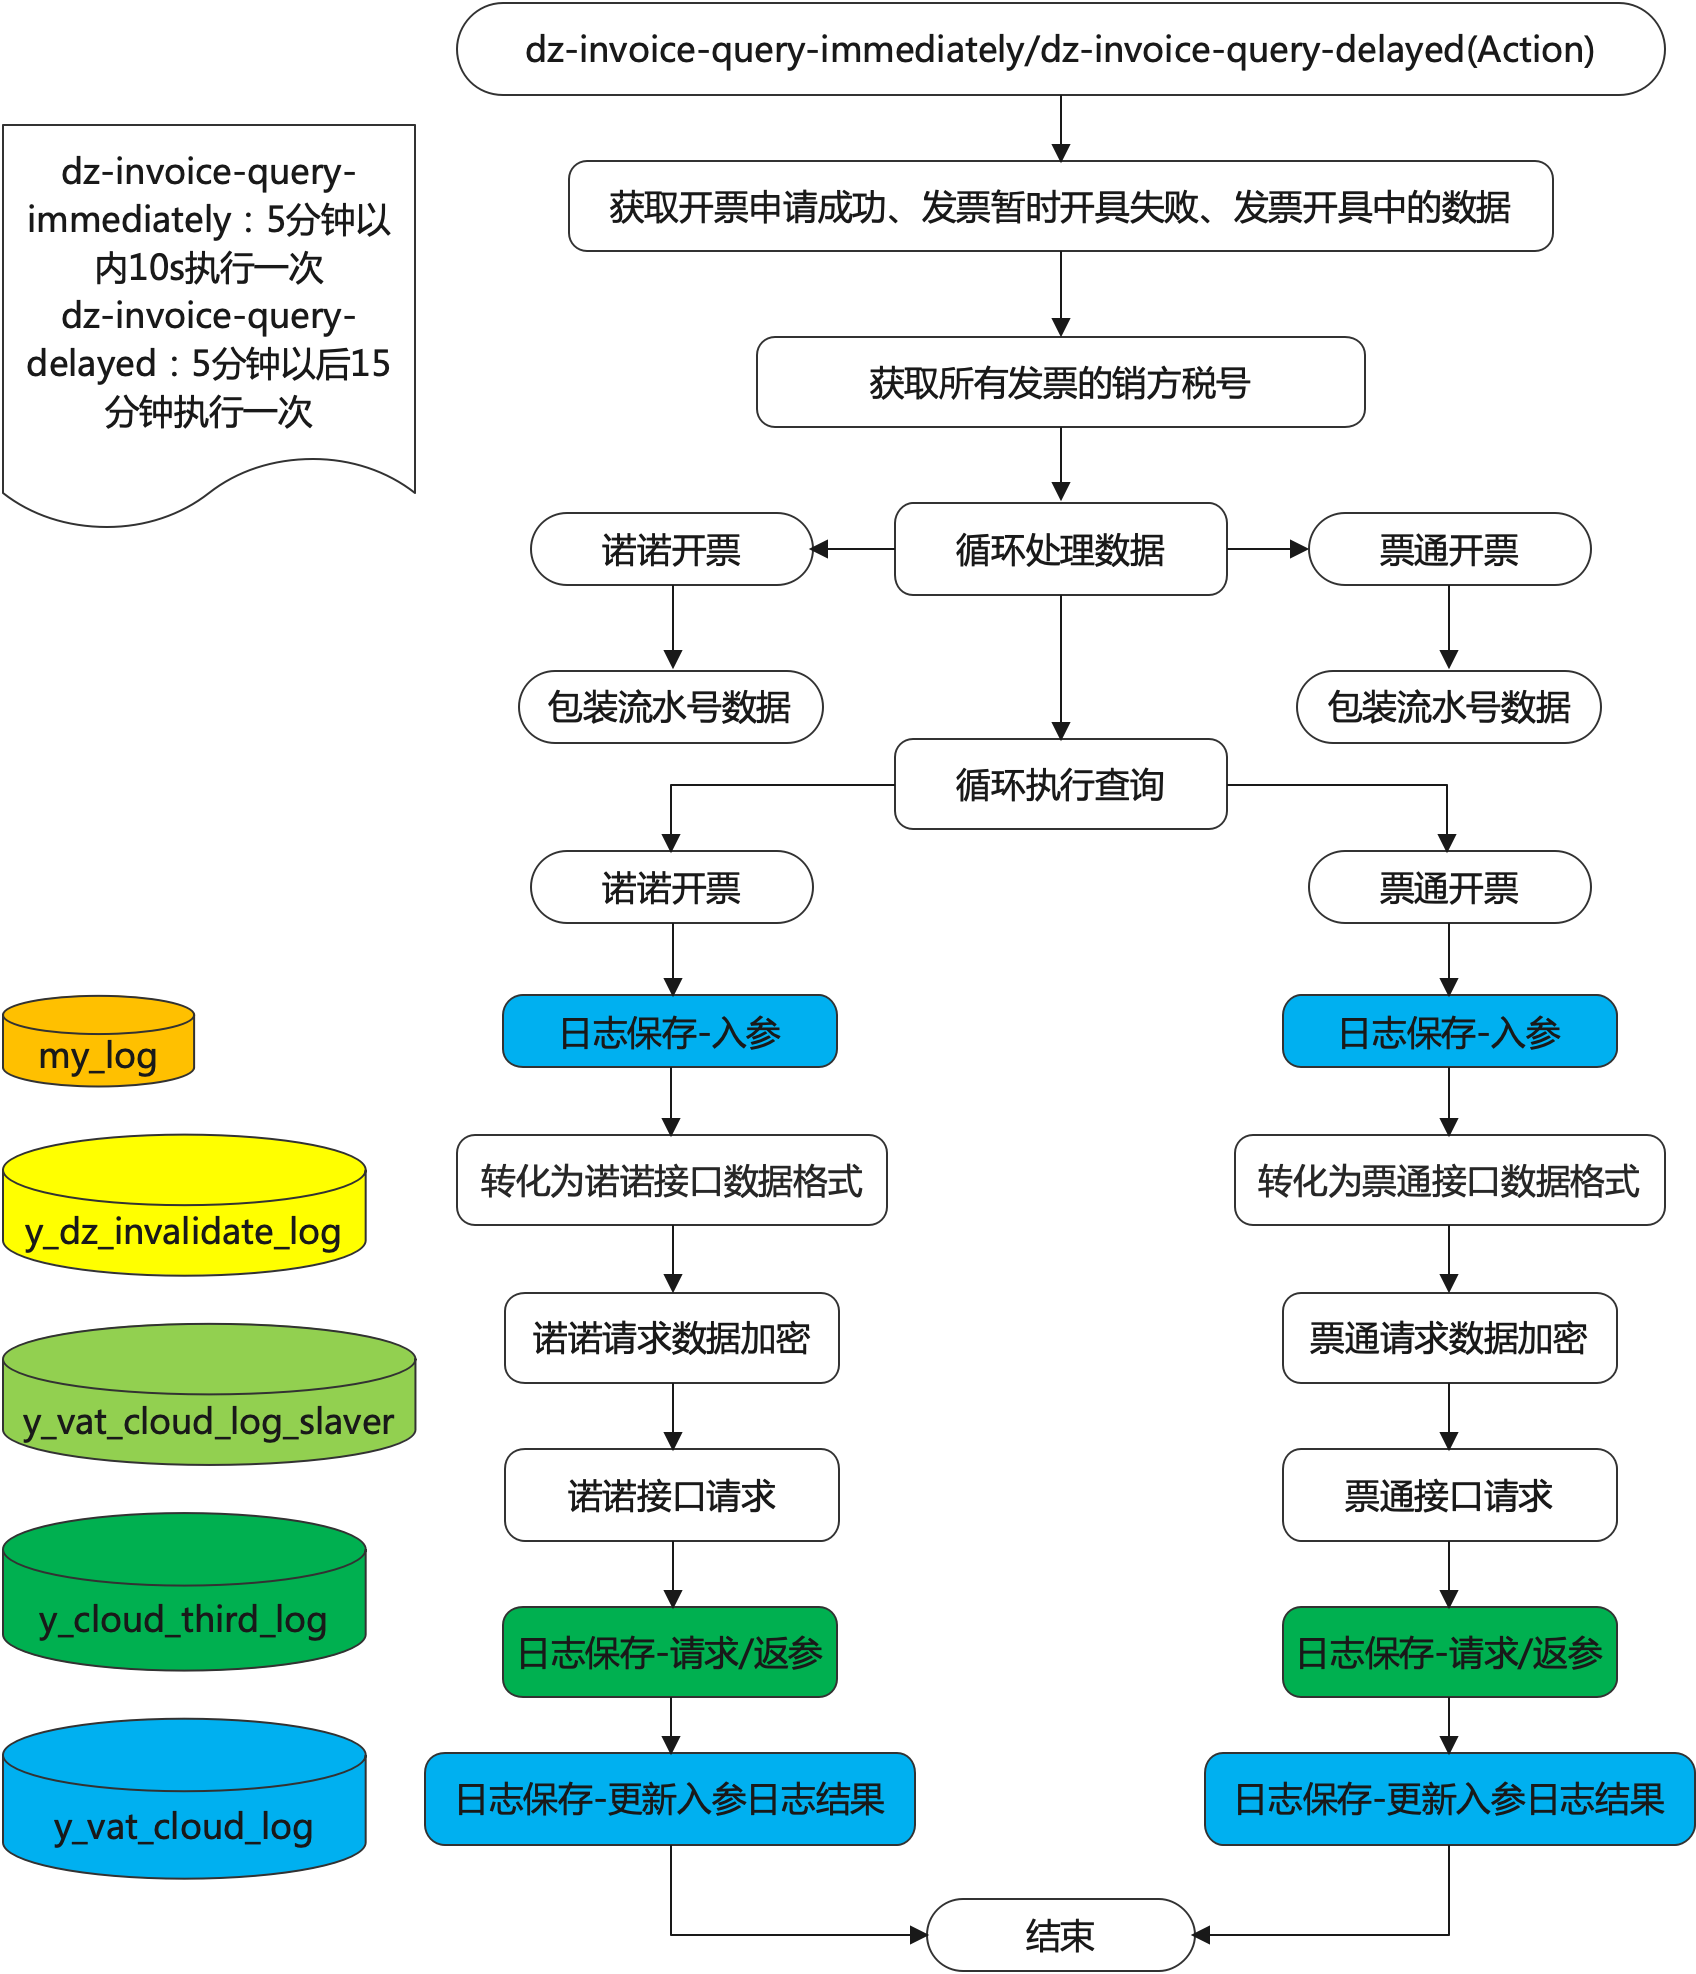 dz-invoice-query-immediately/dz-invoice-query-delayed(Action)
dz-invoice-query-
immediately：5分钟以
内10s执行一次
dz-invoice-query-
delayed：5分钟以后15
分钟执行一次
获取开票申请成功、发票暂时开具失败、发票开具中的数据
获取所有发票的销方税号
诺诺开票
循环处理数据
票通开票
包装流水号数据
包装流水号数据
循环执行查询
诺诺开票
票通开票
my_log
日志保存-入参
日志保存-入参
y_dz_invalidate_log
转化为诺诺接口数据格式
转化为票通接口数据格式
诺诺请求数据加密
票通请求数据加密
y_vat_cloud_log_slaver
诺诺接口请求
票通接口请求
y_cloud_third_log
日志保存-请求/返参
日志保存-请求/返参
y_vat_cloud_log
日志保存-更新入参日志结果
日志保存-更新入参日志结果
结束